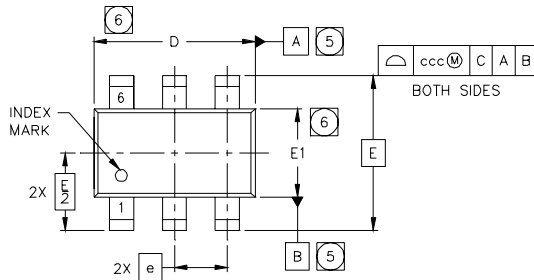 6
D
A 5
⌓ ccc Ⓜ C A B
BOTH SIDES
6
INDEX
MARK
6
E1
E
2X E
2
1
B 5
2X e